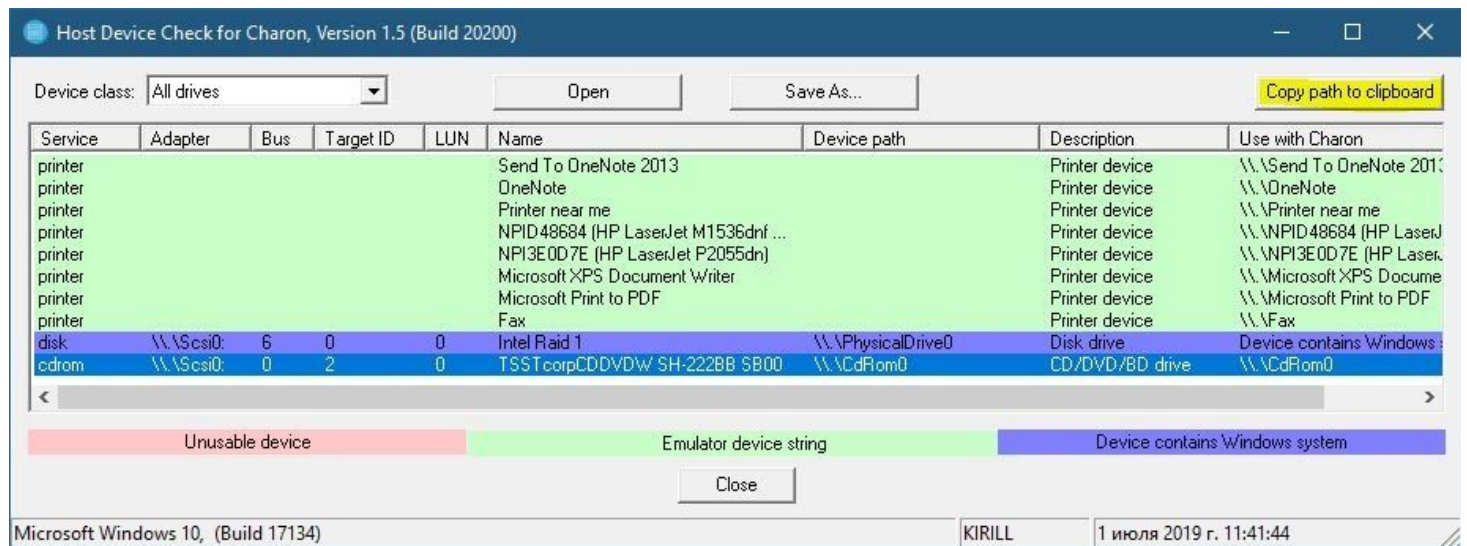 Host Device Check for Charon, Version 1.5 (Build 20200)
Device class: All drives Open Save As... Copy path to clipboard
Service Adapter Bus Target ID LUN Name Device path Description Use with Charon
printer Send To OneNote 2013 Printer device \\.\Send To OneNote 2013
printer OneNote Printer device \\.\OneNote
printer Printer near me Printer device \\.\Printer near me
printer NPID48684 (HP LaserJet M1536dnf ... Printer device \\.\NPID48684 (HP LaserJ
printer NPI3E0D7E (HP LaserJet P2055dn) Printer device \\.\NPI3E0D7E (HP Laser
printer Microsoft XPS Document Writer Printer device \\.\Microsoft XPS Docume
printer Microsoft Print to PDF Printer device \\.\Microsoft Print to PDF
printer Fax Printer device \\.\Fax
disk \\.\Scsi0: 6 0 0 Intel Raid 1 \\.\PhysicalDrive0 Disk drive Device contains Windows
cdrom \\.\Scsi0: 0 2 0 TSSTcorpCDDVDW SH-222BB SB00 \\.\CdRom0 CD/DVD/BD drive \\.\CdRom0
Unusable device Emulator device string Device contains Windows system
Close
Microsoft Windows 10, (Build 17134) KIRILL 1 июля 2019 г. 11:41:44